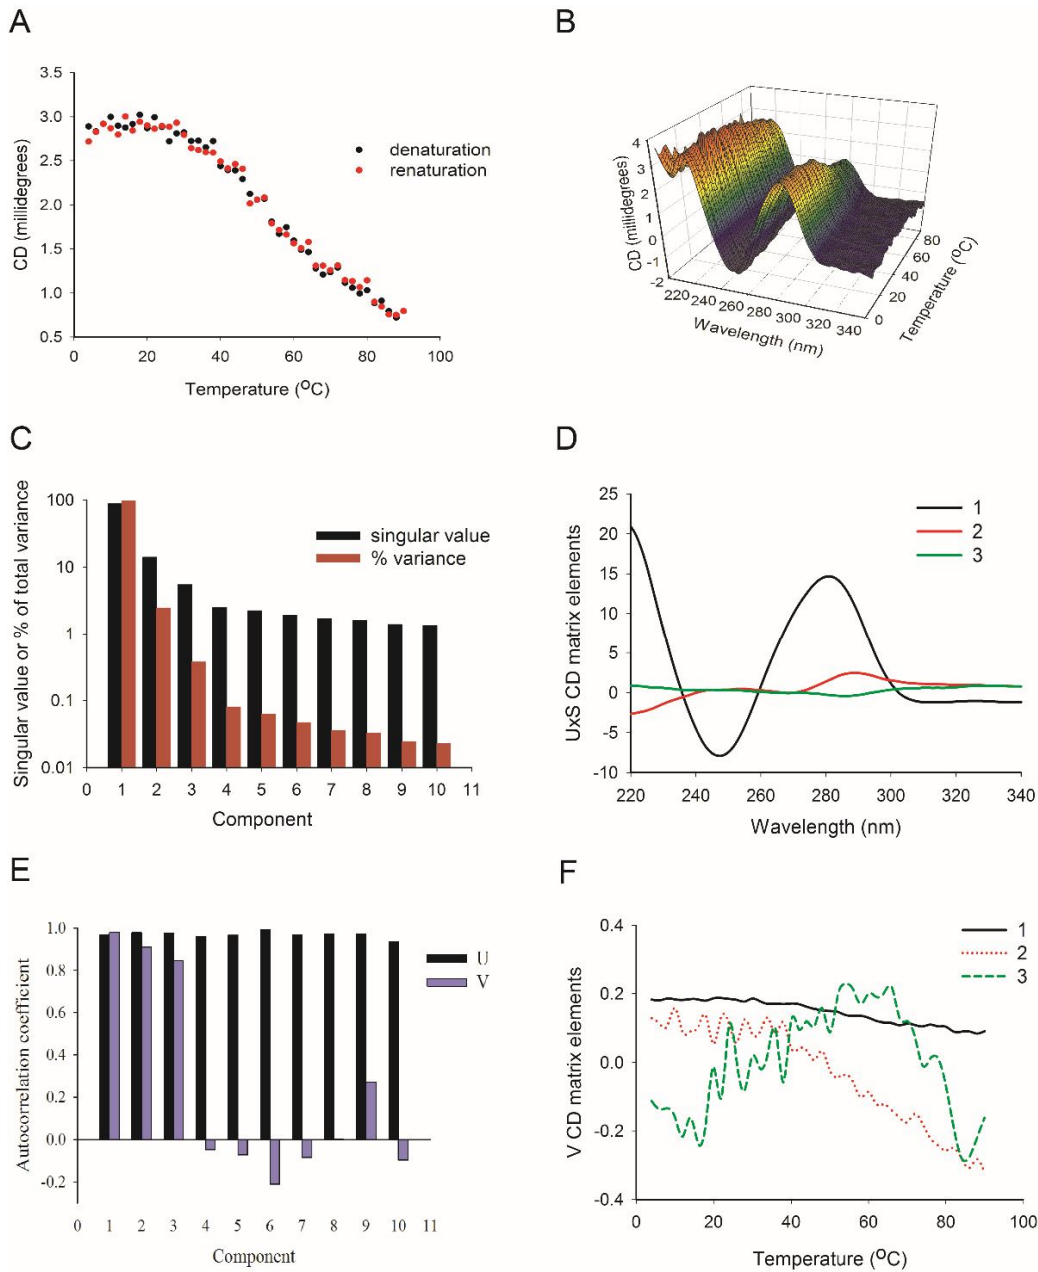 A
3.5
3.0
2.5
2.0
1.5
1.0
0.5
CD (millidegrees)
denaturation
renaturation
0 20 40 60 80 100
Temperature (°C)
B
4
3
2
1
0
-1
-2
CD (millidegrees)
220 240 260 280 300 320 340
Wavelength (nm)
0
20
40
60
80
Temperature (°C)
C
100
10
1
0.1
0.01
Singular value or % of total variance
singular value
% variance
0 1 2 3 4 5 6 7 8 9 10 11
Component
D
25
20
15
10
5
0
-5
-10
UxS CD matrix elements
1
2
3
220 240 260 280 300 320 340
Wavelength (nm)
E
1.0
0.8
0.6
0.4
0.2
0.0
-0.2
Autocorrelation coefficient
U
V
0 1 2 3 4 5 6 7 8 9 10 11
Component
F
0.4
0.2
0.0
-0.2
-0.4
V CD matrix elements
1
2
3
0 20 40 60 80 100
Temperature (°C)